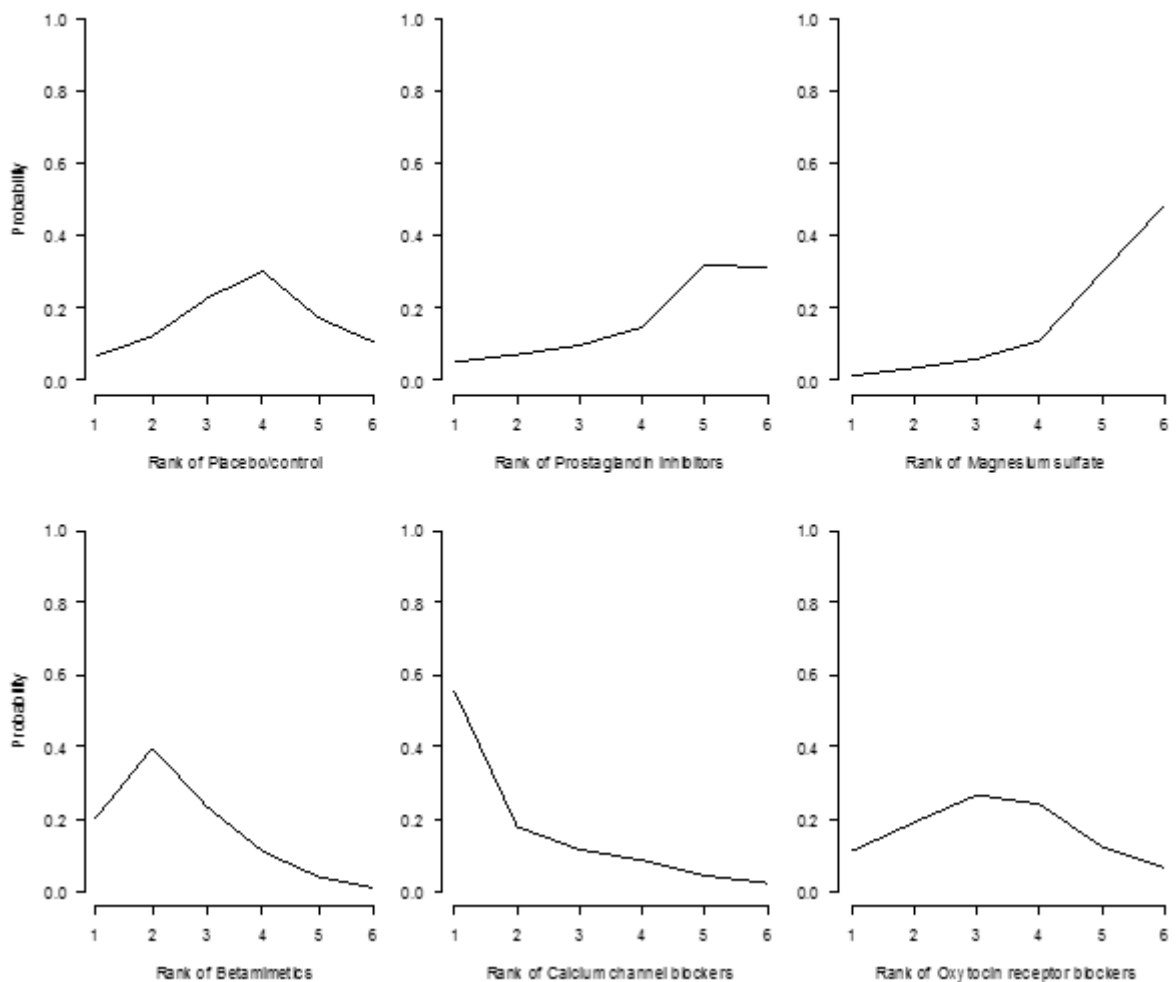 1.0 1.0 1.0
0.8 0.8 0.8
0.6 0.6 0.6
Probability
0.4 0.4 0.4
0.2 0.2 0.2
0.0 0.0 0.0
1 2 3 4 5 6 1 2 3 4 5 6 1 2 3 4 5 6
Rank of Placebo/control Rank of Prostaglandin inhibitors Rank of Magnesium sulfate
1.0 1.0 1.0
0.8 0.8 0.8
0.6 0.6 0.6
Probability
0.4 0.4 0.4
0.2 0.2 0.2
0.0 0.0 0.0
1 2 3 4 5 6 1 2 3 4 5 6 1 2 3 4 5 6
Rank of Betamimetics Rank of Calcium channel blockers Rank of Oxytocin receptor blockers